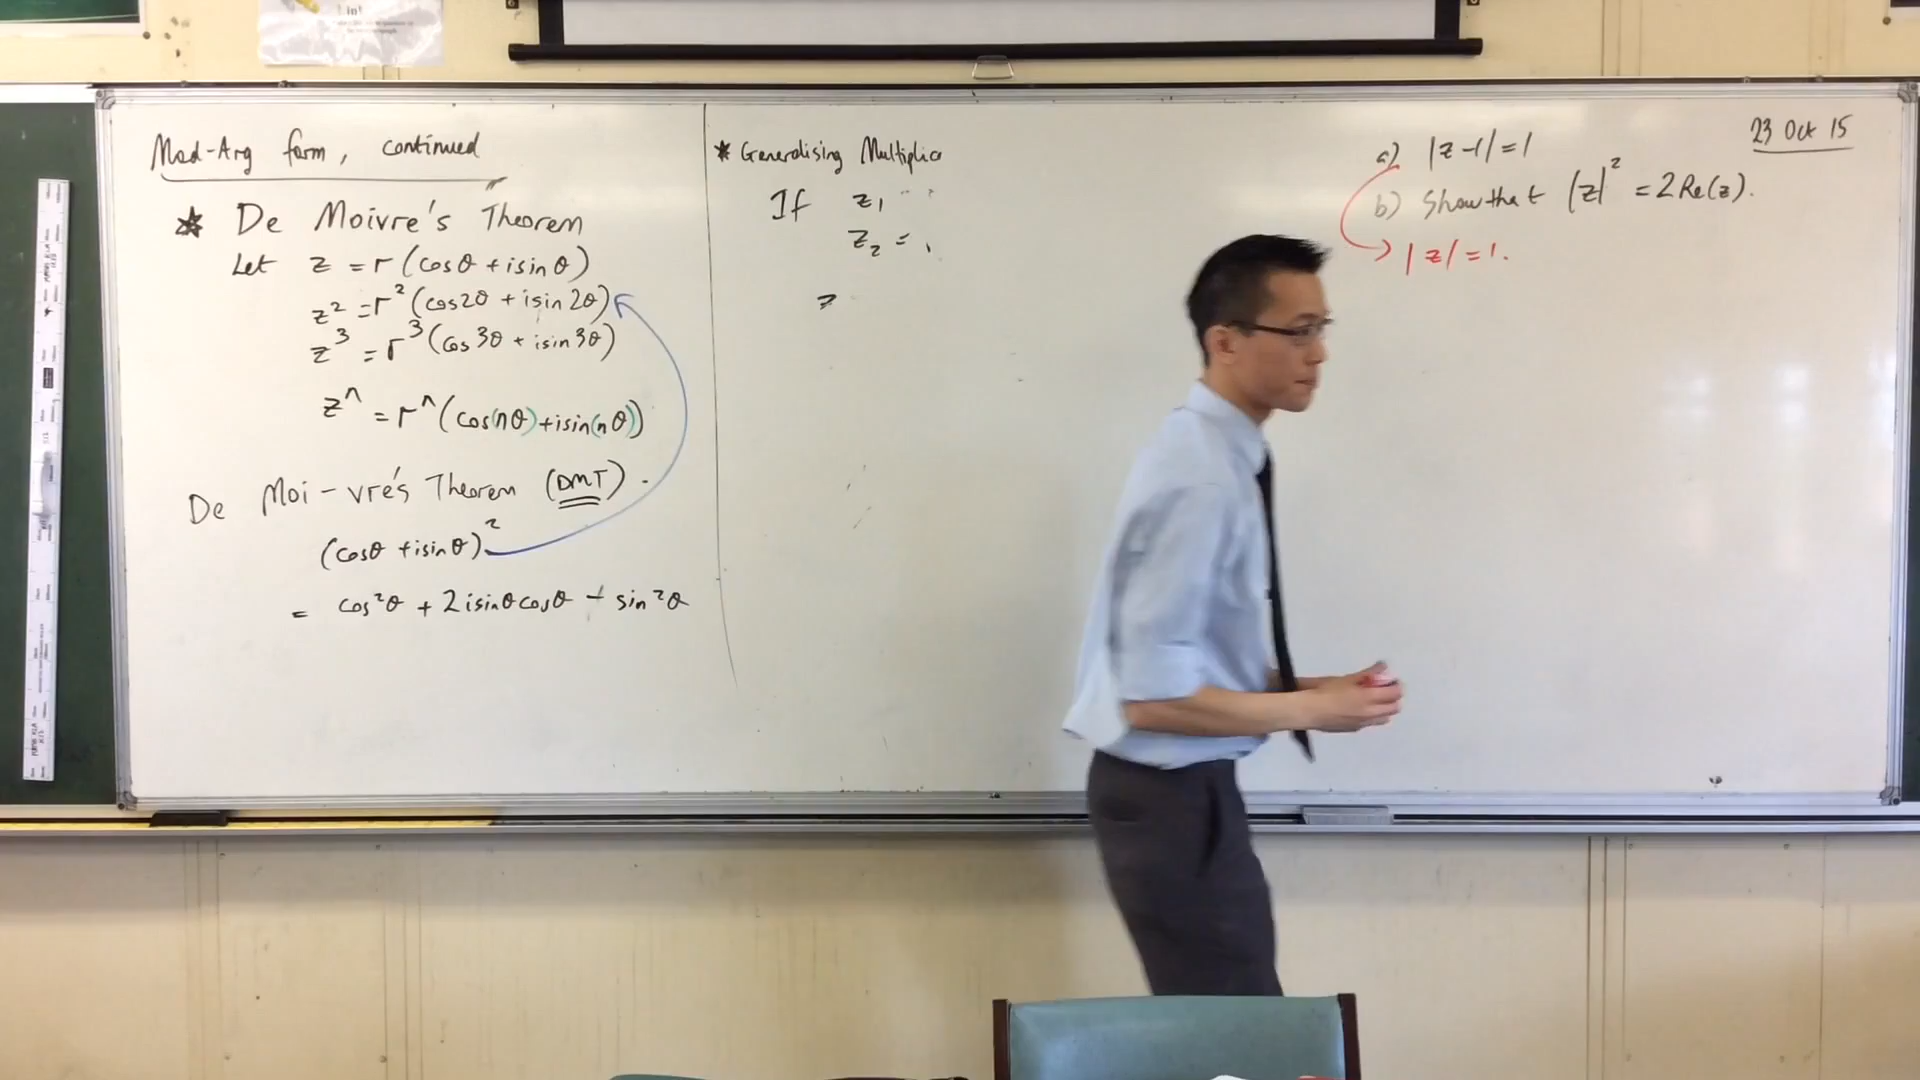 Mod-Arg form, continued
* De Moivre's Theorem
Let z = r(cosθ + isinθ)
z² = r²(cos2θ + isin2θ)
z³ = r³(cos3θ + isin3θ)
zⁿ = rⁿ(cos(nθ)+isin(nθ))
De Moi-vre's Theorem (DMT).
(cosθ + isinθ)²
= cos²θ + 2isinθcosθ - sin²θ
* Generalising Multiplica
If z₁
z₂ =
23 Oct 15
a) |z-1|=1
b) Show that |z|² = 2Re(z).
|z|=1.